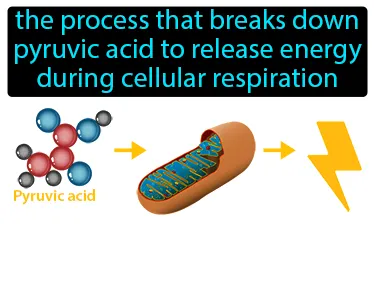 the process that breaks down
pyruvic acid to release energy
during cellular respiration
Pyruvic acid